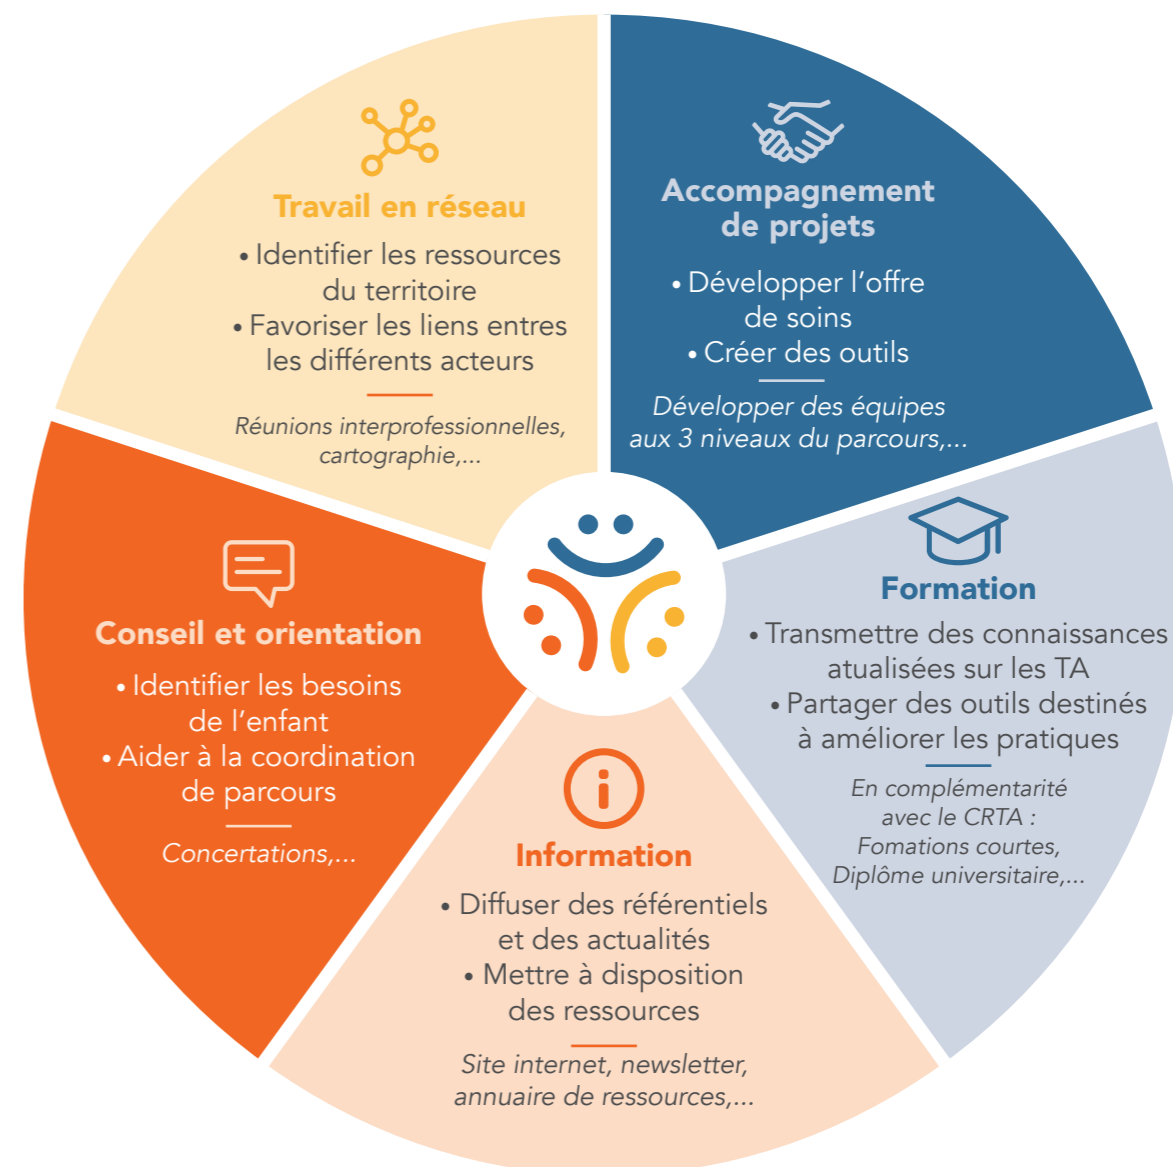 Travail en réseau
• Identifier les ressources
du territoire
• Favoriser les liens entres
les différents acteurs
Réunions interprofessionnelles,
cartographie,...
Accompagnement
de projets
• Développer l'offre
de soins
• Créer des outils
Développer des équipes
aux 3 niveaux du parcours,...
Formation
• Transmettre des connaissances
atualisées sur les TA
• Partager des outils destinés
à améliorer les pratiques
En complémentarité
avec le CRTA :
Fomations courtes,
Diplôme universitaire,...
Information
• Diffuser des référentiels
et des actualités
• Mettre à disposition
des ressources
Site internet, newsletter,
annuaire de ressources,...
Conseil et orientation
• Identifier les besoins
de l'enfant
• Aider à la coordination
de parcours
Concertations,...